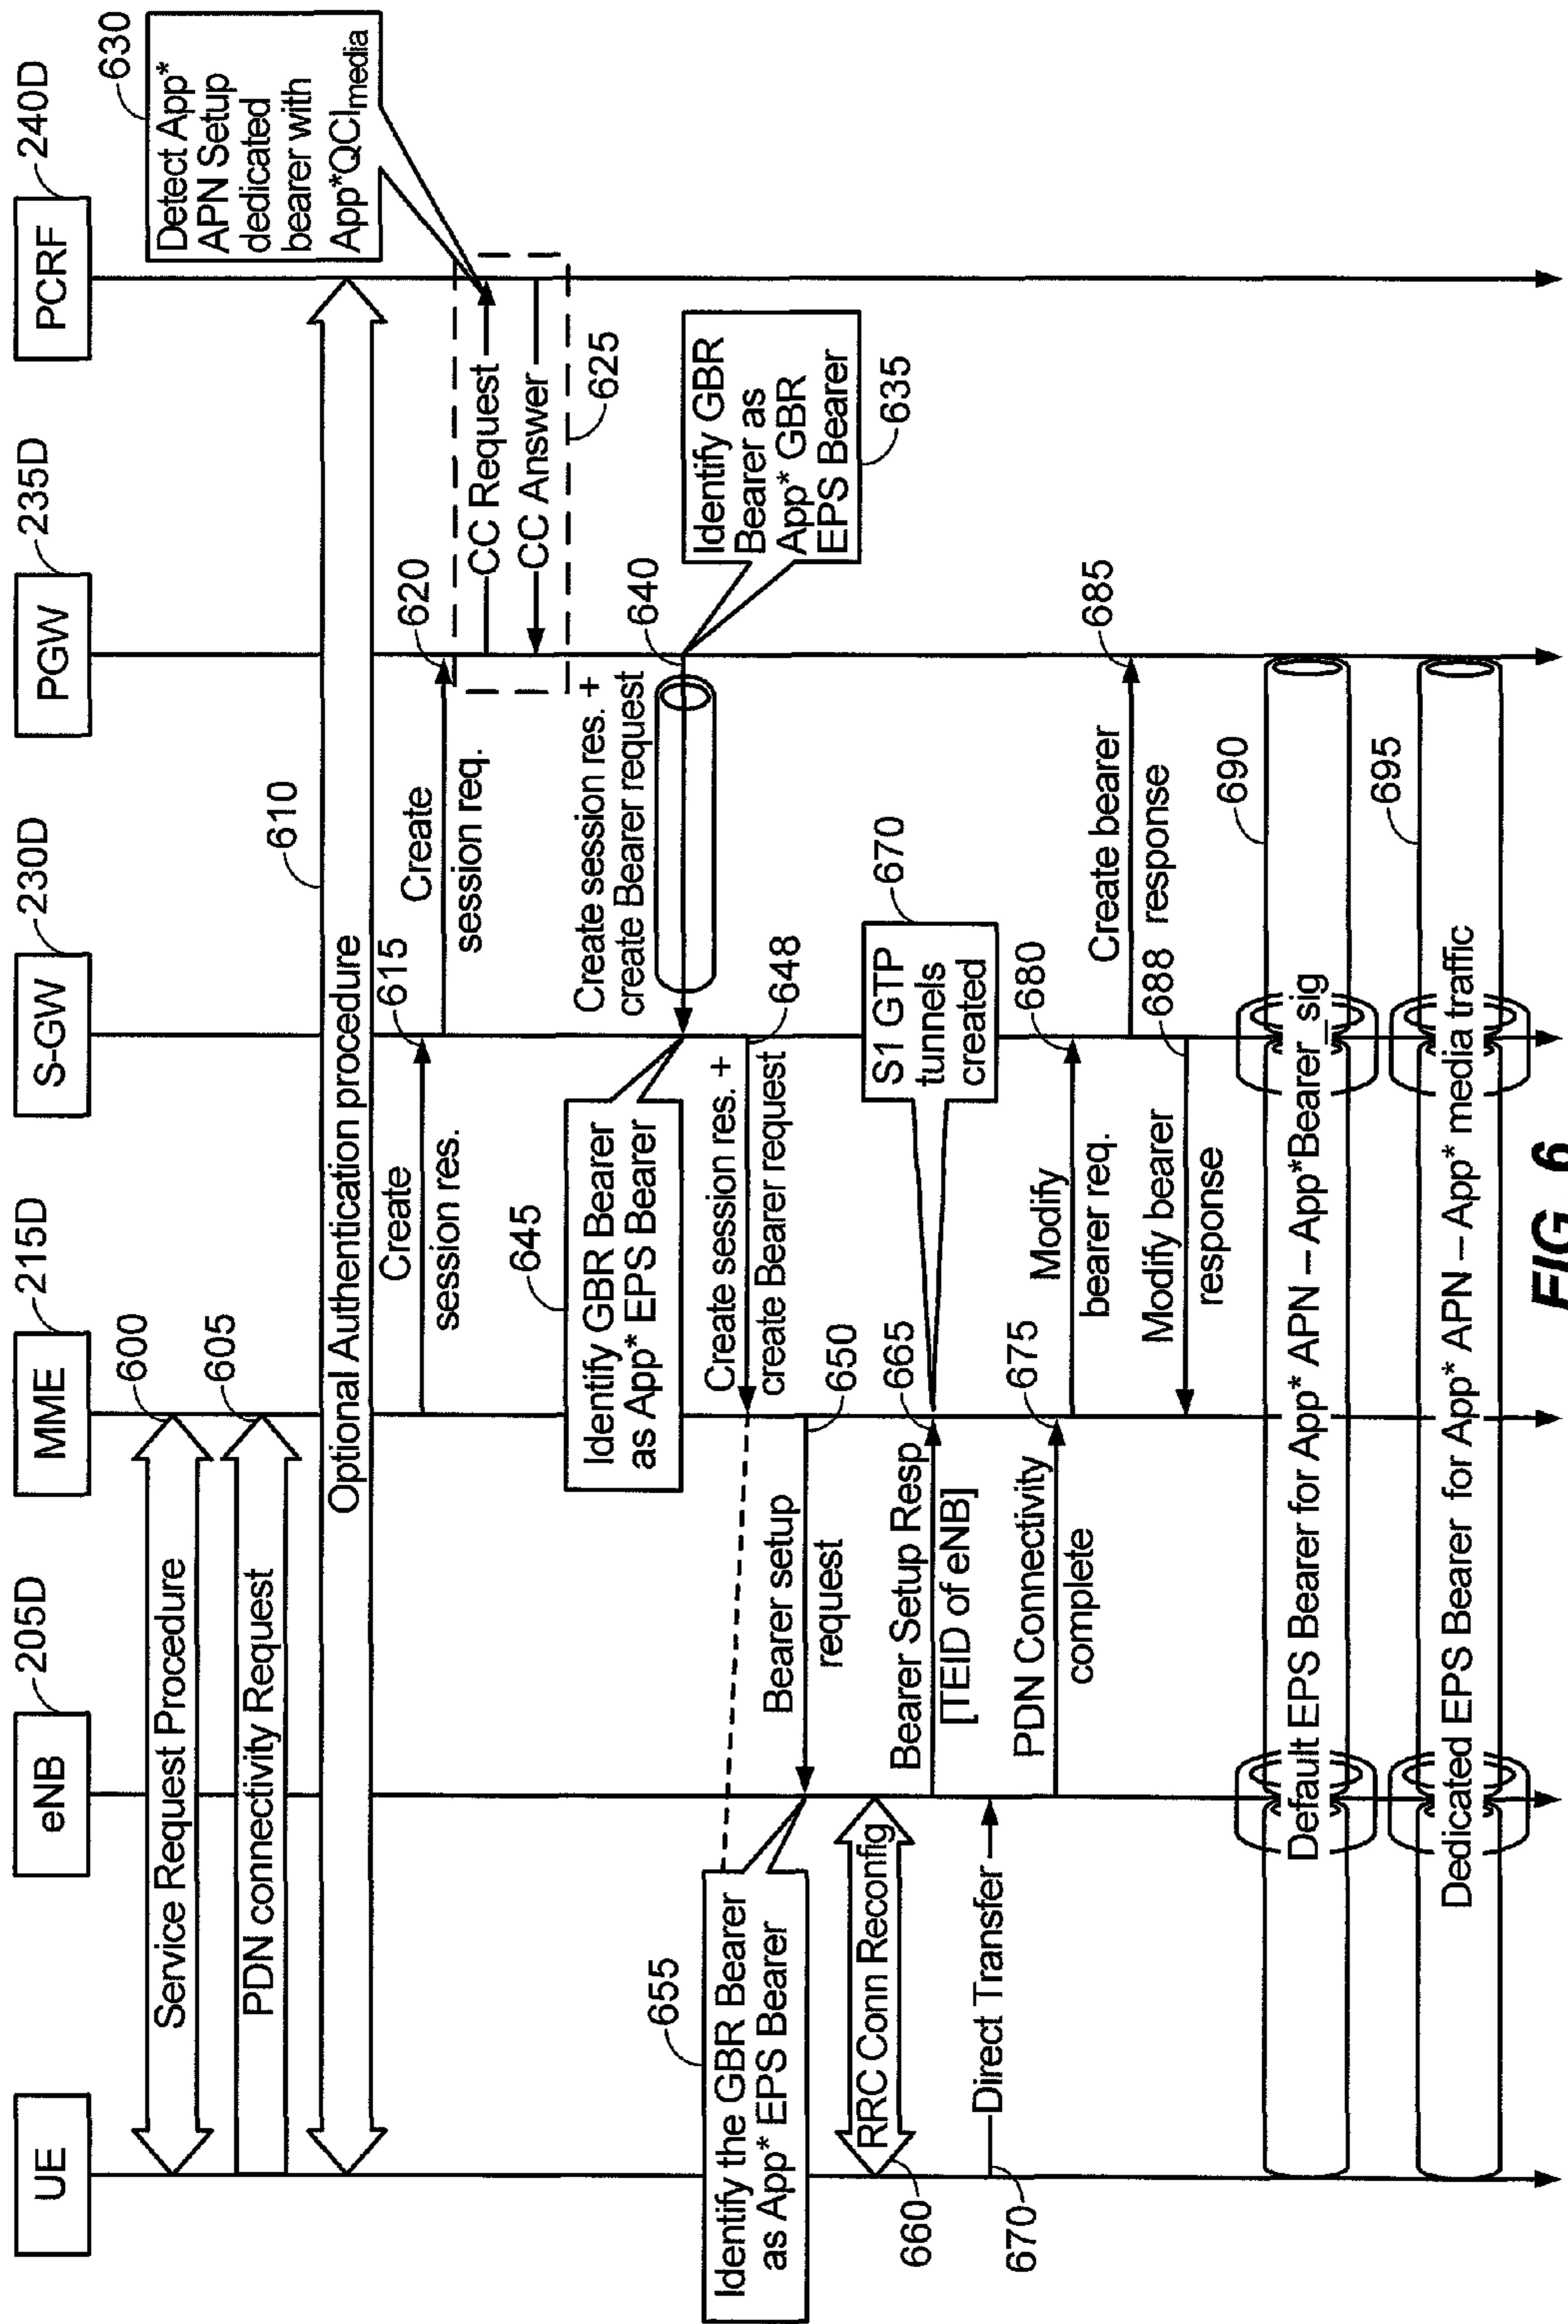 UE
eNB
205D
MME
215D
S-GW
230D
PGW
235D
PCRF
240D
Service Request Procedure
600
PDN connectivity Request
605
610
Optional Authentication procedure
Create
session res.
615
Create
session req.
620
CC Request
CC Answer
625
630
Detect App*
APN Setup
dedicated
bearer with
App*QCImedia
Create session res. +
create Bearer request
640
Identify GBR
Bearer as
App* GBR
EPS Bearer
635
645
Identify GBR Bearer
as App* EPS Bearer
Create session res. +
create Bearer request
648
Bearer setup
request
650
655
Identify the GBR Bearer
as App* EPS Bearer
RRC Conn Reconfig
660
Bearer Setup Resp
[TEID of eNB]
665
S1 GTP
tunnels
created
670
Direct Transfer
670
PDN Connectivity
complete
675
Modify
bearer req.
680
Create bearer
response
685
Modify bearer
response
688
Default EPS Bearer for App* APN – App*Bearer_sig
690
Dedicated EPS Bearer for App* APN – App* media traffic
695
FIG. 6